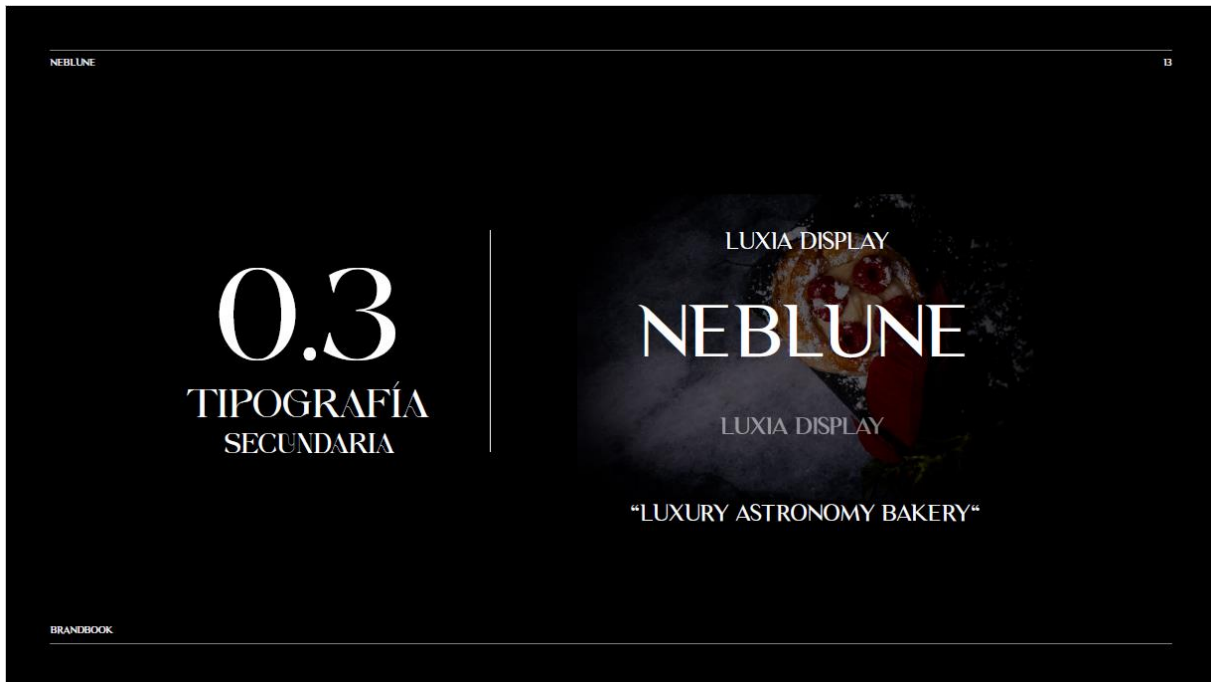 NEBLUNE
13
0.3
TIPOGRAFÍA
SECUNDARIA
LUXIA DISPLAY
NEBLUNE
LUXIA DISPLAY
“LUXURY ASTRONOMY BAKERY“
BRANDBOOK